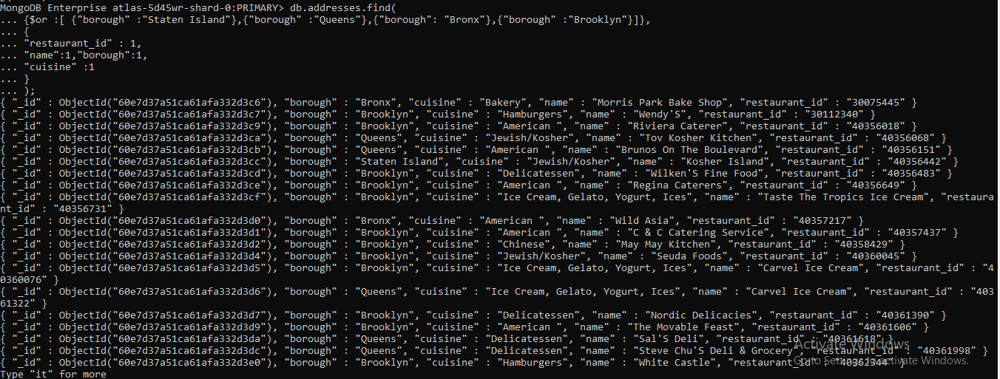 MongoDB Enterprise atlas-5d45wr-shard-0:PRIMARY> db.addresses.find(
... {$or :[ {"borough" :"Staten Island"},{"borough" :"Queens"},{"borough" : "Bronx"},{"borough" :"Brooklyn"}]},
... {
... "restaurant_id" : 1,
... "name":1,"borough":1,
... "cuisine" :1
... }
... );
{ "_id" : ObjectId("60e7d37a51ca61afa332d3c6"), "borough" : "Bronx", "cuisine" : "Bakery", "name" : "Morris Park Bake Shop", "restaurant_id" : "30075445" }
{ "_id" : ObjectId("60e7d37a51ca61afa332d3c7"), "borough" : "Brooklyn", "cuisine" : "Hamburgers", "name" : "Wendy'S", "restaurant_id" : "30112340" }
{ "_id" : ObjectId("60e7d37a51ca61afa332d3c9"), "borough" : "Brooklyn", "cuisine" : "American ", "name" : "Riviera Caterer", "restaurant_id" : "40356018" }
{ "_id" : ObjectId("60e7d37a51ca61afa332d3ca"), "borough" : "Queens", "cuisine" : "Jewish/Kosher", "name" : "Tov Kosher Kitchen", "restaurant_id" : "40356068" }
{ "_id" : ObjectId("60e7d37a51ca61afa332d3cb"), "borough" : "Queens", "cuisine" : "American ", "name" : "Brunos On The Boulevard", "restaurant_id" : "40356151" }
{ "_id" : ObjectId("60e7d37a51ca61afa332d3cc"), "borough" : "Staten Island", "cuisine" : "Jewish/Kosher", "name" : "Kosher Island", "restaurant_id" : "40356442" }
{ "_id" : ObjectId("60e7d37a51ca61afa332d3cd"), "borough" : "Brooklyn", "cuisine" : "Delicatessen", "name" : "Wilken'S Fine Food", "restaurant_id" : "40356483" }
{ "_id" : ObjectId("60e7d37a51ca61afa332d3ce"), "borough" : "Brooklyn", "cuisine" : "American ", "name" : "Regina Caterers", "restaurant_id" : "40356649" }
{ "_id" : ObjectId("60e7d37a51ca61afa332d3cf"), "borough" : "Brooklyn", "cuisine" : "Ice Cream, Gelato, Yogurt, Ices", "name" : "Taste The Tropics Ice Cream", "restaura
nt_id" : "40356731" }
{ "_id" : ObjectId("60e7d37a51ca61afa332d3d0"), "borough" : "Bronx", "cuisine" : "American ", "name" : "Wild Asia", "restaurant_id" : "40357217" }
{ "_id" : ObjectId("60e7d37a51ca61afa332d3d1"), "borough" : "Brooklyn", "cuisine" : "American ", "name" : "C & C Catering Service", "restaurant_id" : "40357437" }
{ "_id" : ObjectId("60e7d37a51ca61afa332d3d2"), "borough" : "Brooklyn", "cuisine" : "Chinese", "name" : "May May Kitchen", "restaurant_id" : "40358429" }
{ "_id" : ObjectId("60e7d37a51ca61afa332d3d4"), "borough" : "Brooklyn", "cuisine" : "Jewish/Kosher", "name" : "Seuda Foods", "restaurant_id" : "40360045" }
{ "_id" : ObjectId("60e7d37a51ca61afa332d3d5"), "borough" : "Brooklyn", "cuisine" : "Ice Cream, Gelato, Yogurt, Ices", "name" : "Carvel Ice Cream", "restaurant_id" : "4
0360076" }
{ "_id" : ObjectId("60e7d37a51ca61afa332d3d6"), "borough" : "Queens", "cuisine" : "Ice Cream, Gelato, Yogurt, Ices", "name" : "Carvel Ice Cream", "restaurant_id" : "403
61322" }
{ "_id" : ObjectId("60e7d37a51ca61afa332d3d7"), "borough" : "Brooklyn", "cuisine" : "Delicatessen", "name" : "Nordic Delicacies", "restaurant_id" : "40361390" }
{ "_id" : ObjectId("60e7d37a51ca61afa332d3d9"), "borough" : "Brooklyn", "cuisine" : "American ", "name" : "The Movable Feast", "restaurant_id" : "40361606" }
{ "_id" : ObjectId("60e7d37a51ca61afa332d3da"), "borough" : "Queens", "cuisine" : "Delicatessen", "name" : "Sal'S Deli", "restaurant_id" : "40361618" }
{ "_id" : ObjectId("60e7d37a51ca61afa332d3dc"), "borough" : "Queens", "cuisine" : "Delicatessen", "name" : "Steve Chu'S Deli & Grocery", "restaurant_id" : "40361998" }
{ "_id" : ObjectId("60e7d37a51ca61afa332d3e0"), "borough" : "Brooklyn", "cuisine" : "Hamburgers", "name" : "White Castle", "restaurant_id" : "40362344" }
Type "it" for more
Activate Windows
Go to Settings to activate Windows.